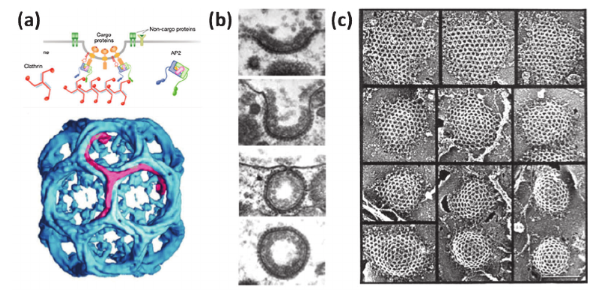 (a)
(b)
(c)
Cargo
proteins
Non-cargo proteins
Clathrin
AP2